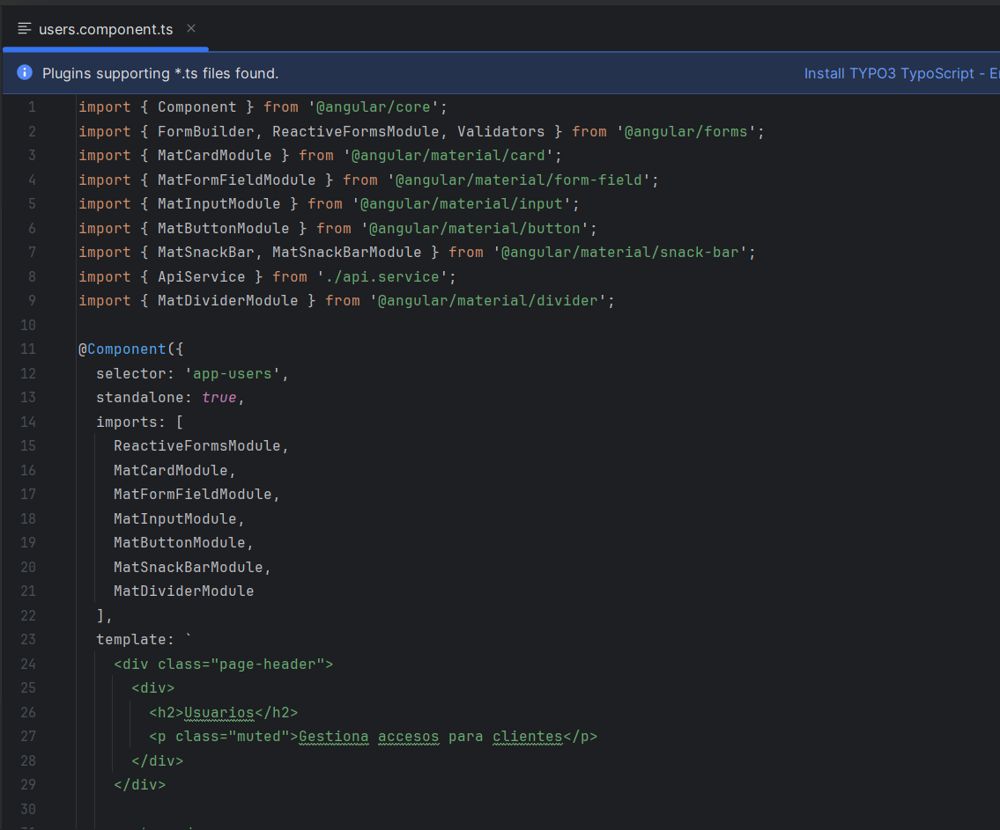 users.component.ts
Plugins supporting *.ts files found.
Install TYPO3 TypoScript - 
1 import { Component } from '@angular/core';
2 import { FormBuilder, ReactiveFormsModule, Validators } from '@angular/forms';
3 import { MatCardModule } from '@angular/material/card';
4 import { MatFormFieldModule } from '@angular/material/form-field';
5 import { MatInputModule } from '@angular/material/input';
6 import { MatButtonModule } from '@angular/material/button';
7 import { MatSnackBar, MatSnackBarModule } from '@angular/material/snack-bar';
8 import { ApiService } from './api.service';
9 import { MatDividerModule } from '@angular/material/divider';
10
11 @Component({
12   selector: 'app-users',
13   standalone: true,
14   imports: [
15     ReactiveFormsModule,
16     MatCardModule,
17     MatFormFieldModule,
18     MatInputModule,
19     MatButtonModule,
20     MatSnackBarModule,
21     MatDividerModule
22   ],
23   template: `
24     <div class="page-header">
25       <div>
26         <h2>Usuarios</h2>
27         <p class="muted">Gestiona accesos para clientes</p>
28       </div>
29     </div>
30